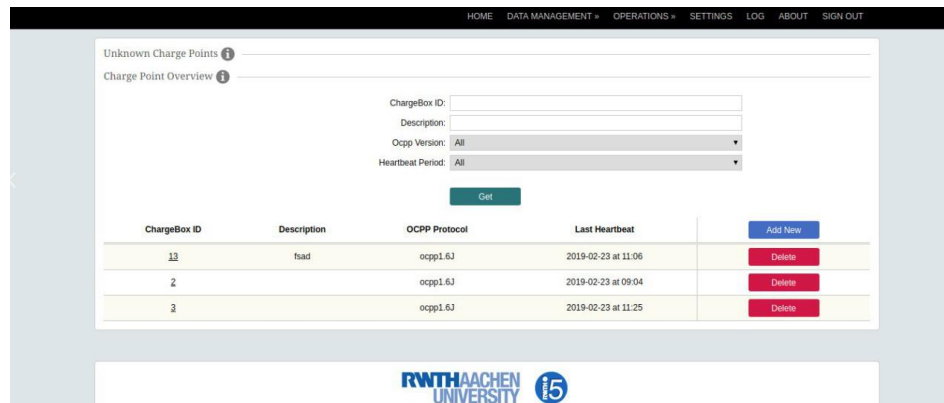 HOME DATA MANAGEMENT » OPERATIONS » SETTINGS LOG ABOUT SIGN OUT
Unknown Charge Points i
Charge Point Overview i
ChargeBox ID:
Description:
Ocpp Version: All
Heartbeat Period: All
Get
ChargeBox ID Description OCPP Protocol Last Heartbeat Add New
13 fsad ocpp1.6J 2019-02-23 at 11:06 Delete
2 ocpp1.6J 2019-02-23 at 09:04 Delete
3 ocpp1.6J 2019-02-23 at 11:25 Delete
RWTHAACHEN
UNIVERSITY
i5